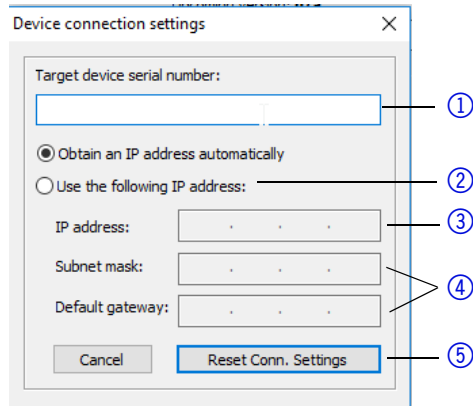 Device connection settings
Target device serial number:
①
Obtain an IP address automatically
Use the following IP address:
②
IP address:
③
Subnet mask:
④
Default gateway:
Cancel
Reset Conn. Settings
⑤